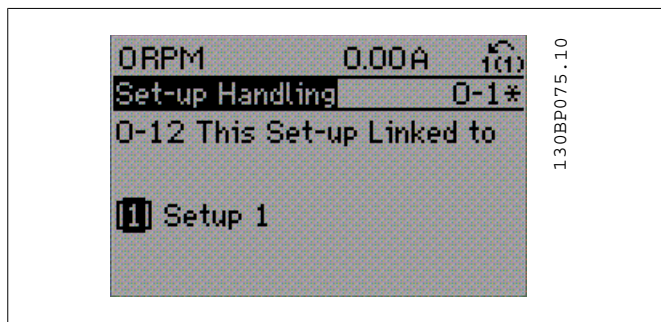 0RPM 0.00A 1(1)
Set-up Handling 0-1*
0-12 This Set-up Linked to
[1] Setup 1
130BP075.10